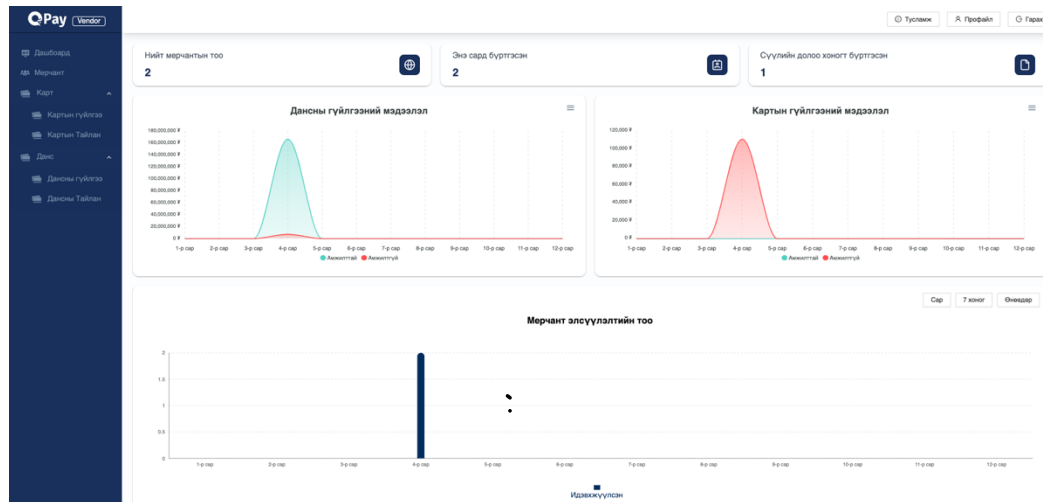 QPay Vendor
Тусламж
Профайл
Гарах
Дашбоард
Мерчант
Карт
Картын гүйлгээ
Картын Тайлан
Данс
Дансны гүйлгээ
Дансны Тайлан
Нийт мерчантын тоо
2
Энэ сард бүртгэсэн
2
Сүүлийн долоо хоногт бүртгэсэн
1
Дансны гүйлгээний мэдээлэл
180,000,000 ₮
160,000,000 ₮
140,000,000 ₮
120,000,000 ₮
100,000,000 ₮
80,000,000 ₮
60,000,000 ₮
40,000,000 ₮
20,000,000 ₮
0 ₮
1-р сар 2-р сар 3-р сар 4-р сар 5-р сар 6-р сар 7-р сар 8-р сар 9-р сар 10-р сар 11-р сар 12-р сар
Амжилттай Амжилтгүй
Картын гүйлгээний мэдээлэл
120,000 ₮
100,000 ₮
80,000 ₮
60,000 ₮
40,000 ₮
20,000 ₮
0 ₮
1-р сар 2-р сар 3-р сар 4-р сар 5-р сар 6-р сар 7-р сар 8-р сар 9-р сар 10-р сар 11-р сар 12-р сар
Амжилттай Амжилтгүй
Сар 7 хоног Өнөөдөр
Мерчант элсүүлэлтийн тоо
2
1.5
1
0.5
0
1-р сар 2-р сар 3-р сар 4-р сар 5-р сар 6-р сар 7-р сар 8-р сар 9-р сар 10-р сар 11-р сар 12-р сар
Идэвхжүүлсэн